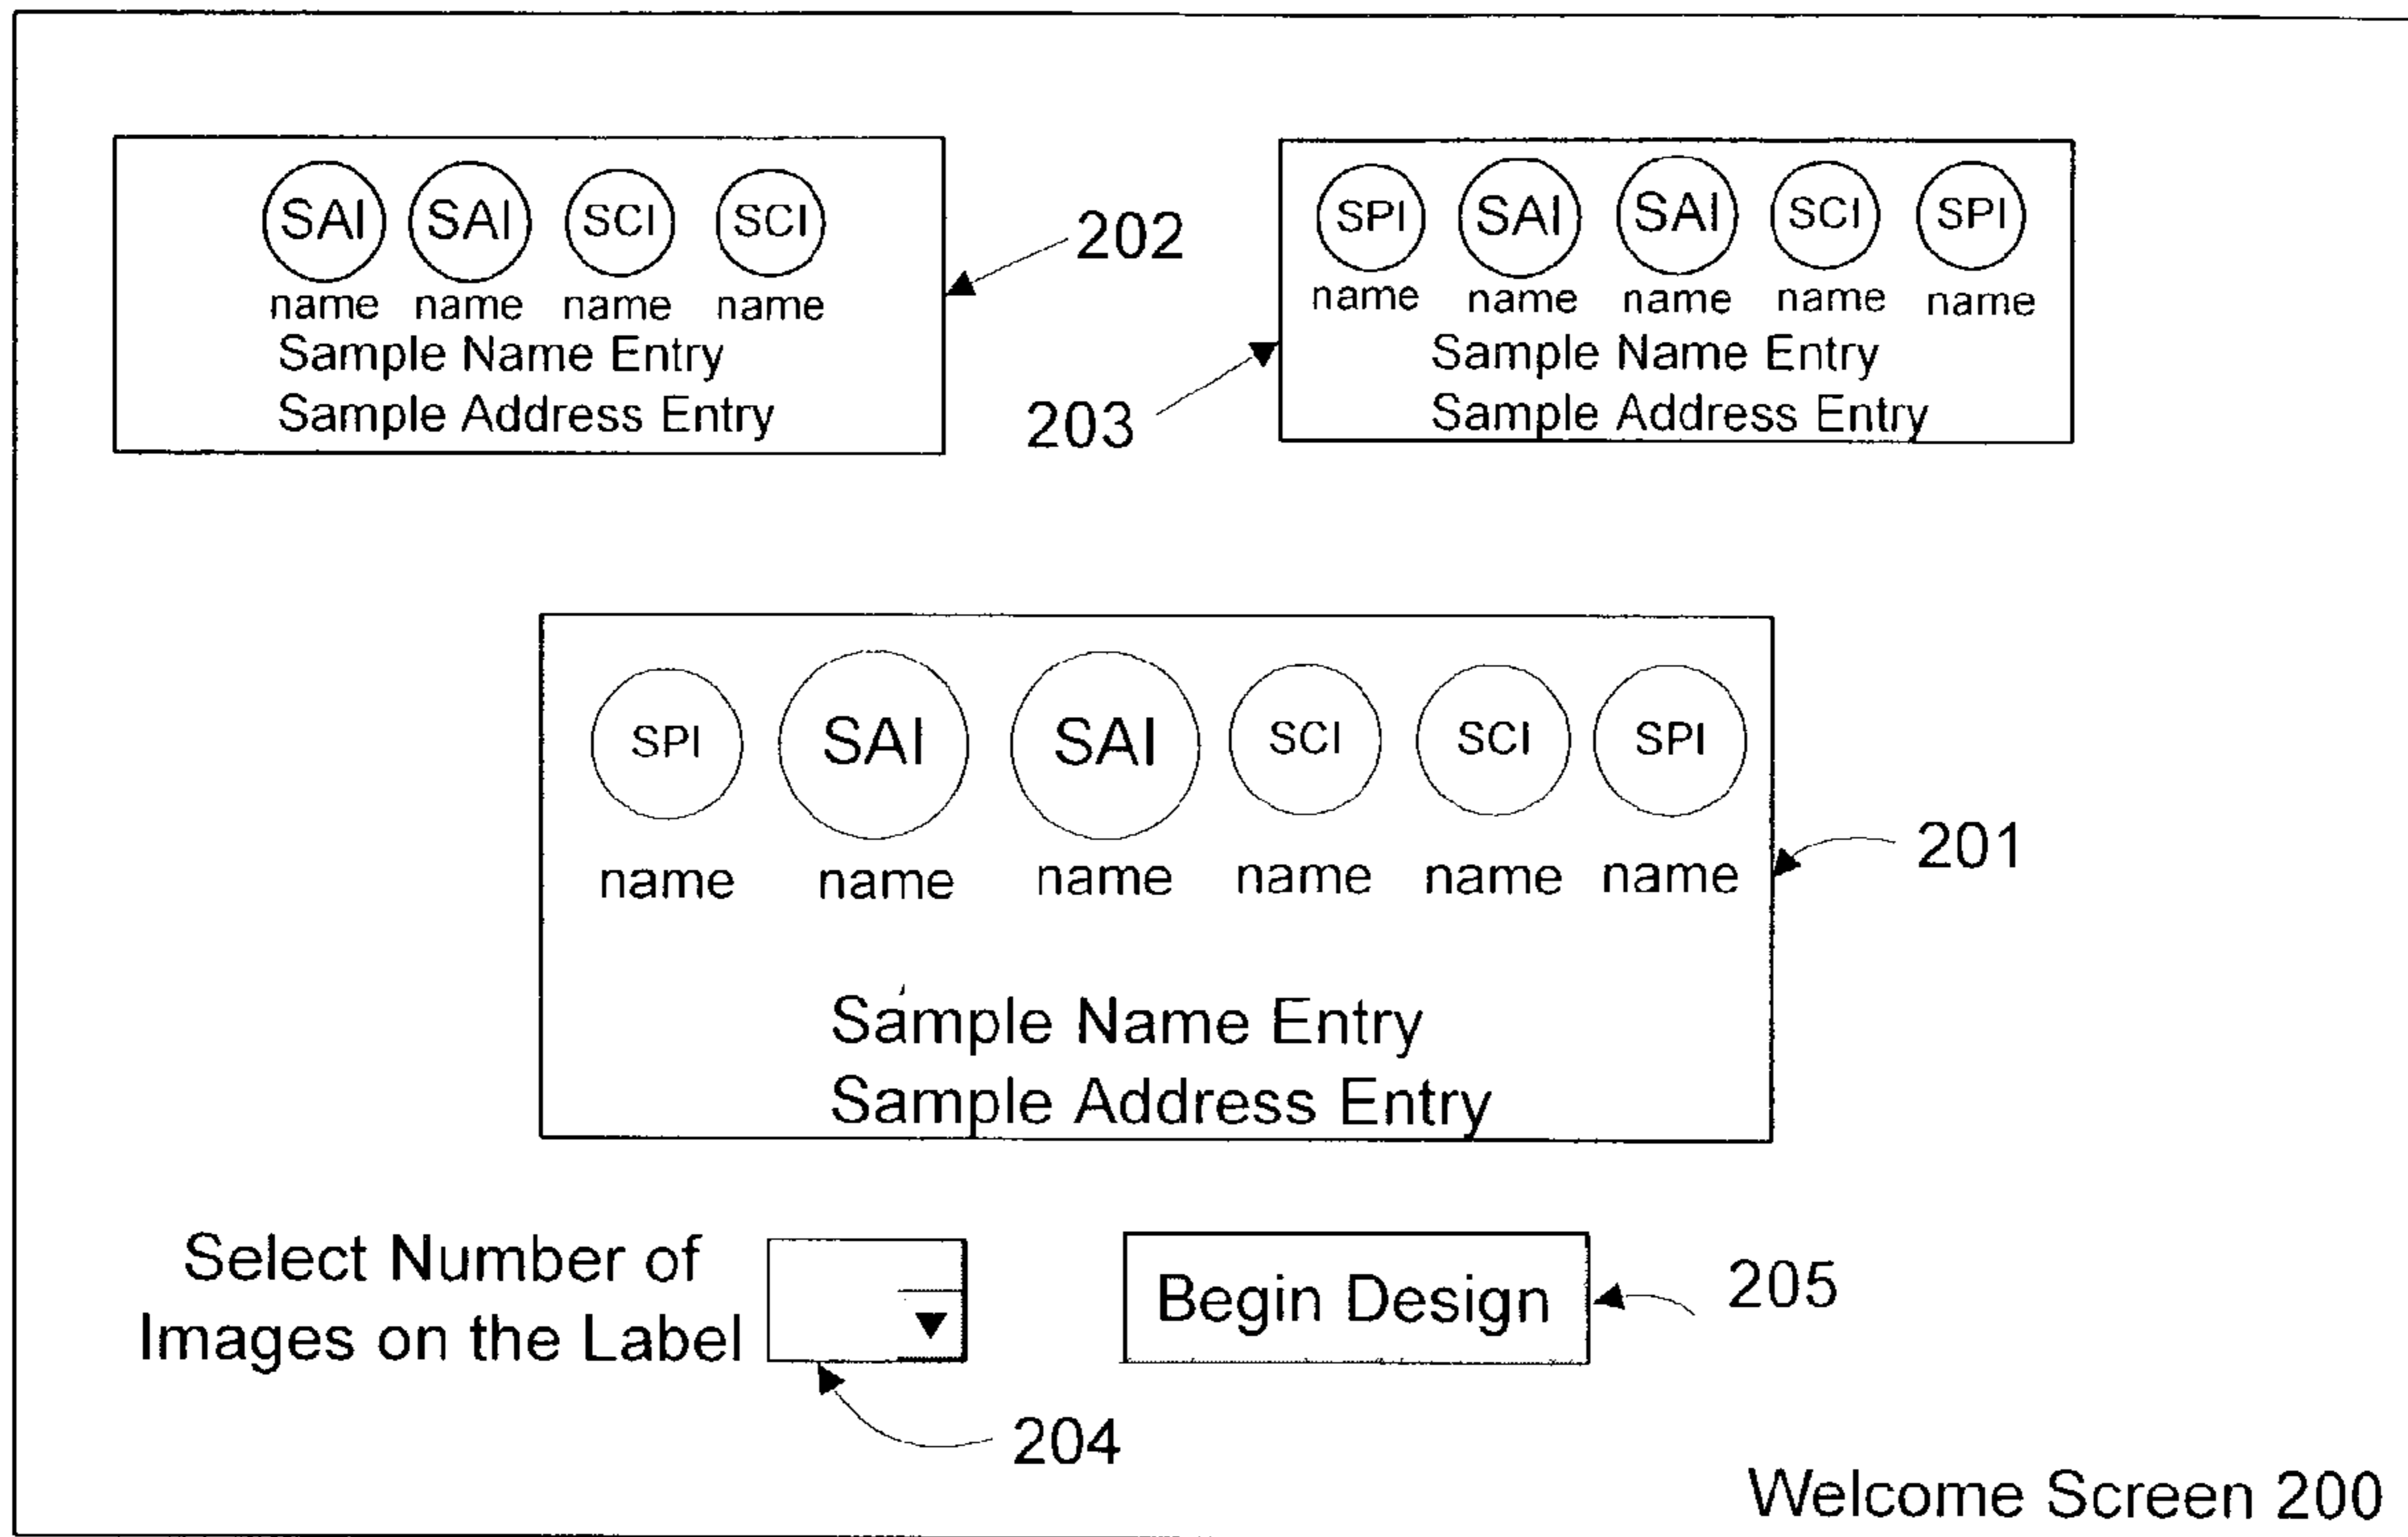 SAI SAI SCI SCI
name name name name
Sample Name Entry
Sample Address Entry
202
SPI SAI SAI SCI SPI
name name name name name
Sample Name Entry
Sample Address Entry
203
SPI SAI SAI SCI SCI SPI
name name name name name name
Sample Name Entry
Sample Address Entry
201
Select Number of
Images on the Label
204
Begin Design
205
Welcome Screen 200